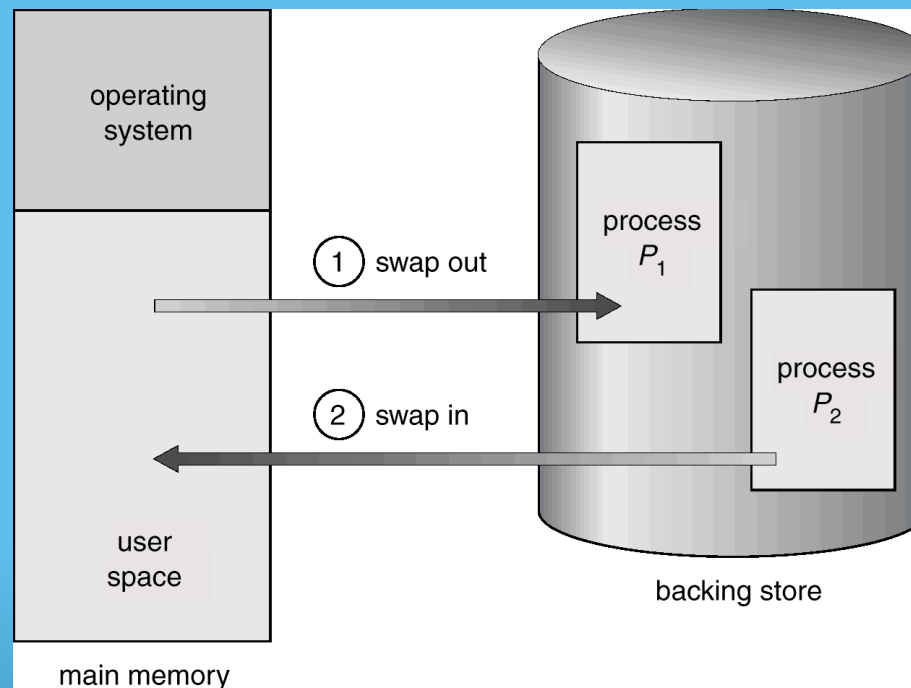 operating
system
process
P₁
1 swap out
process
P₂
2 swap in
user
space
backing store
main memory